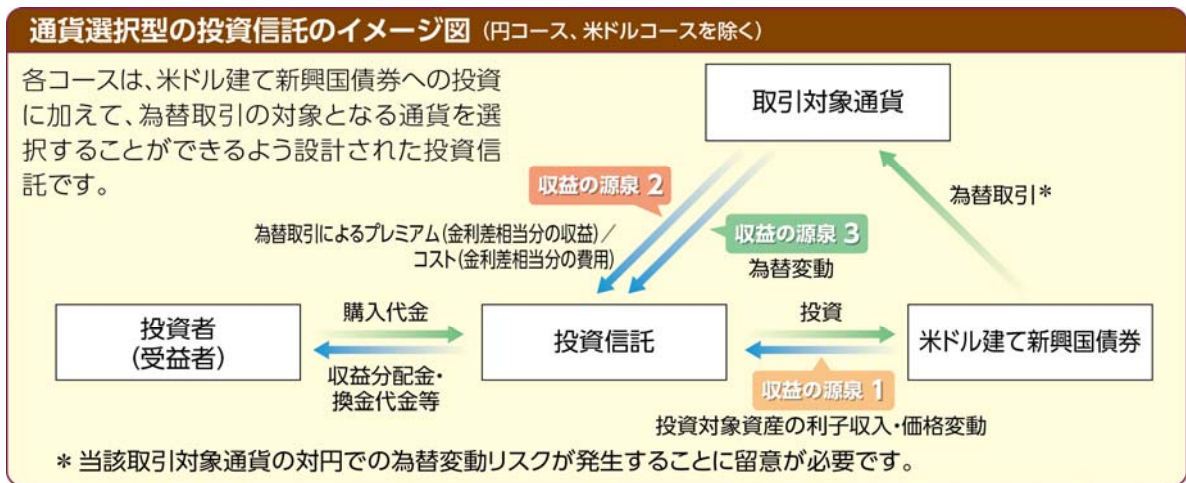 通貨選択型の投資信託のイメージ図（円コース、米ドルコースを除く）
各コースは、米ドル建て新興国債券への投資
に加えて、為替取引の対象となる通貨を選
択することができるよう設計された投資信
託です。
取引対象通貨
収益の源泉 2
為替取引*
為替取引によるプレミアム(金利差相当分の収益)／
コスト(金利差相当分の費用)
収益の源泉 3
為替変動
投資者
(受益者)
購入代金
収益分配金・
換金代金等
投資信託
投資
収益の源泉 1
投資対象資産の利子収入・価格変動
米ドル建て新興国債券
* 当該取引対象通貨の対円での為替変動リスクが発生することに留意が必要です。